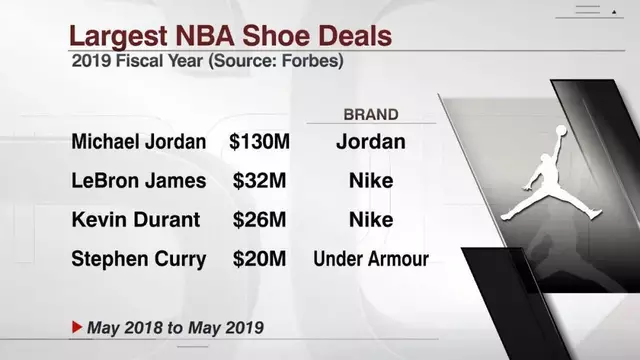 Largest NBA Shoe Deals
2019 Fiscal Year (Source: Forbes)
BRAND
Michael Jordan $130M Jordan
LeBron James $32M Nike
Kevin Durant $26M Nike
Stephen Curry $20M Under Armour
May 2018 to May 2019